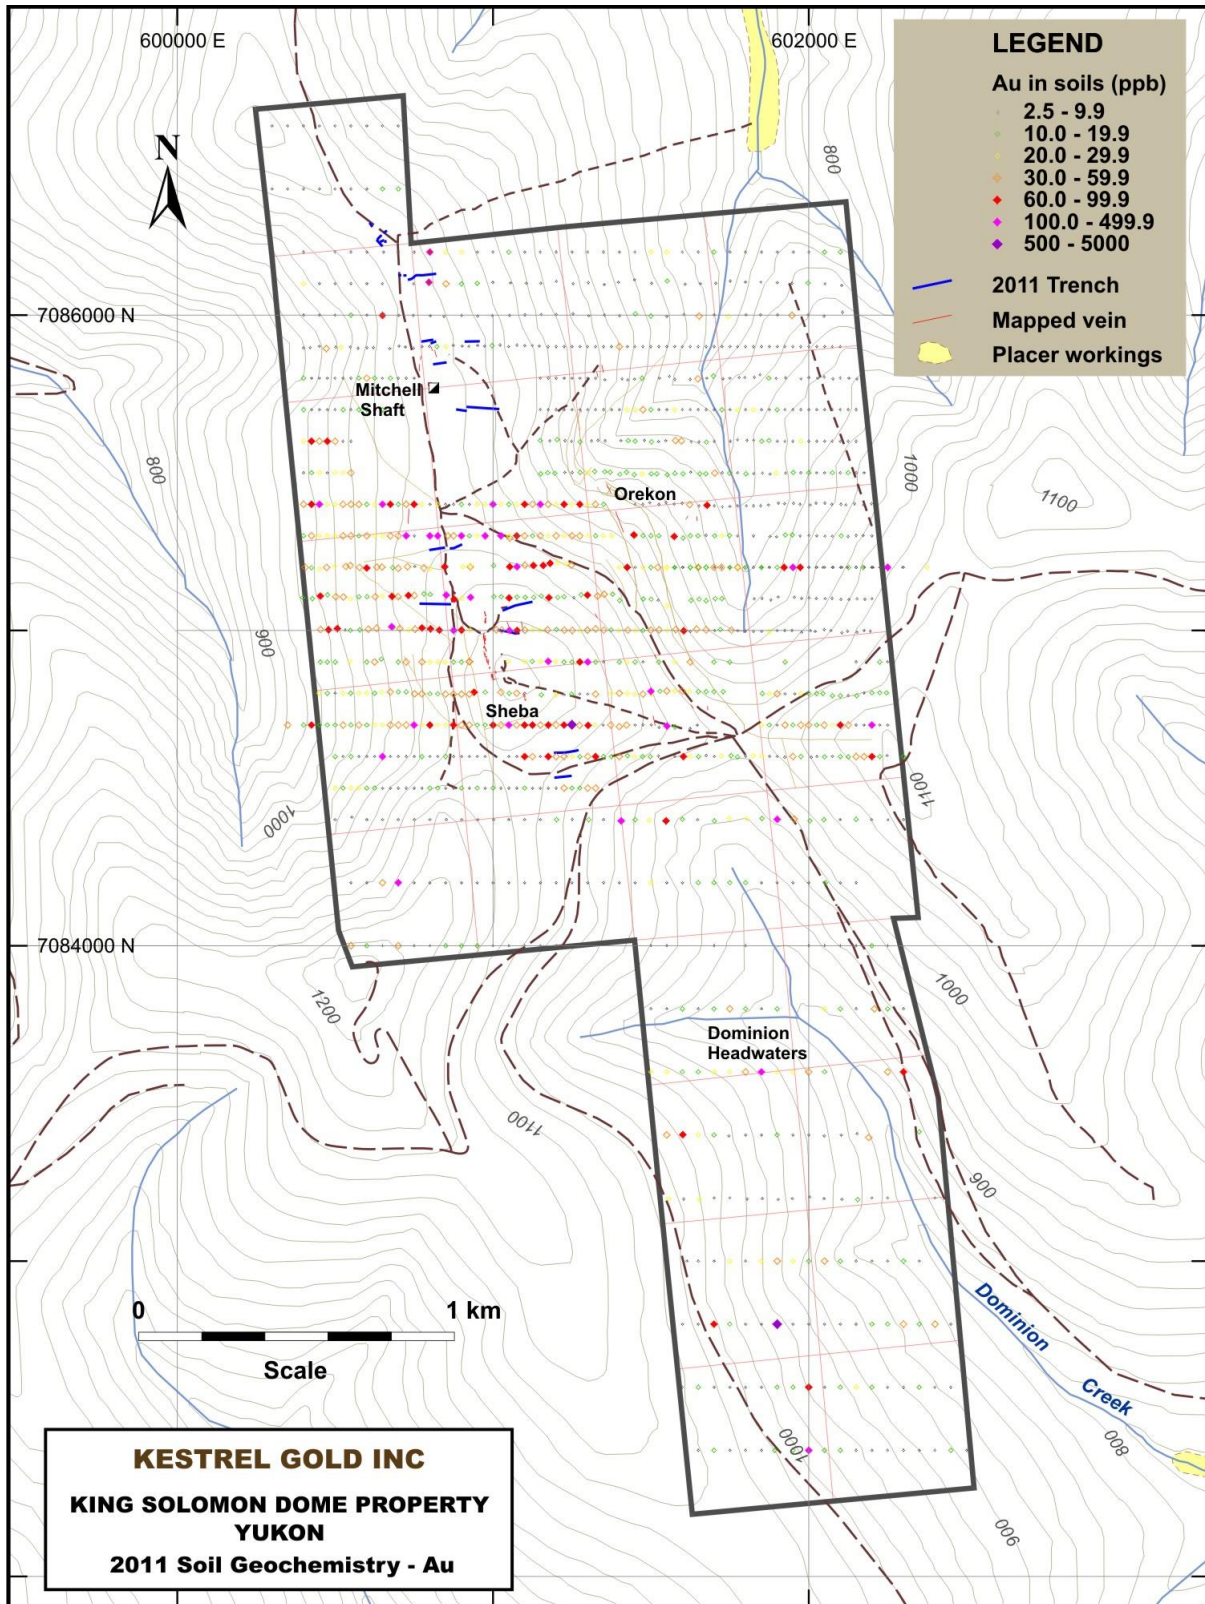 600000 E
602000 E
LEGEND
Au in soils (ppb)
2.5 - 9.9
10.0 - 19.9
20.0 - 29.9
30.0 - 59.9
60.0 - 99.9
100.0 - 499.9
500 - 5000
2011 Trench
Mapped vein
Placer workings
N
800
7086000 N
Mitchell
Shaft
800
1000
1100
Orekon
900
Sheba
1100
1000
7084000 N
1200
1000
Dominion
Headwaters
1100
900
0
1 km
Scale
Dominion
Creek
1000
800
900
KESTREL GOLD INC
KING SOLOMON DOME PROPERTY
YUKON
2011 Soil Geochemistry - Au